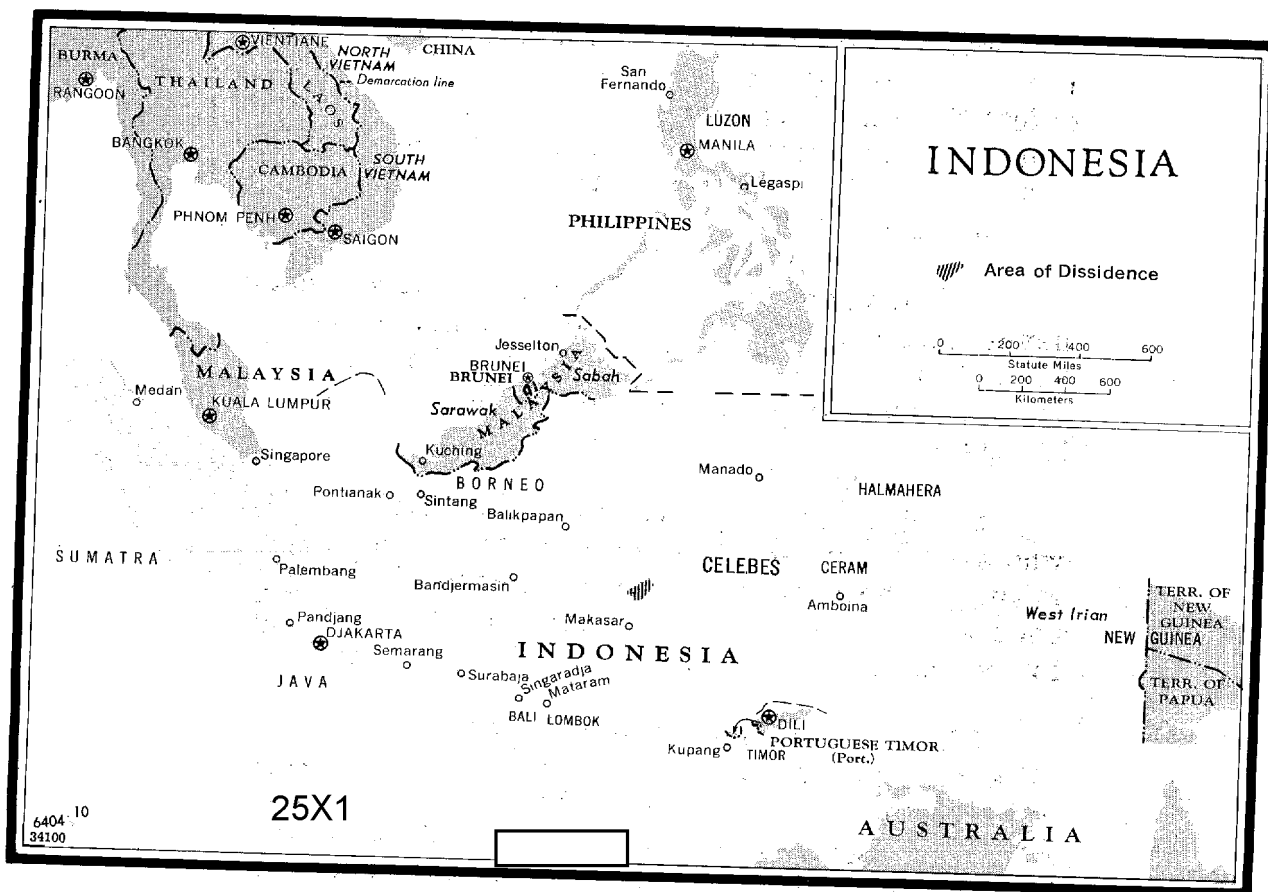 BURMA
RANGOON
VIENTIANE
NORTH
VIETNAM
Demarcation line
CHINA
THAILAND
LAOS
BANGKOK
CAMBODIA
SOUTH
VIETNAM
PHNOM PENH
SAIGON
San
Fernando
LUZON
MANILA
Legaspi
PHILIPPINES
INDONESIA
Area of Dissidence
0 200 400 600
Statute Miles
0 200 400 600
Kilometers
Jesselton
BRUNEI
BRUNEI
Sabah
MALAYSIA
Sarawak
MALAYSIA
Medan
KUALA LUMPUR
Singapore
Kuching
BORNEO
Pontianak
Sintang
Balikpapan
Manado
HALMAHERA
SUMATRA
Palembang
Bandjermasin
CELEBES
CERAM
Amboina
Makasar
West Irian
NEW GUINEA
TERR. OF
NEW
GUINEA
TERR. OF
PAPUA
Pandjang
DJAKARTA
Semarang
INDONESIA
JAVA
Surabaja
Singaradja
Mataram
BALI
LOMBOK
DILI
Kupang
TIMOR
PORTUGUESE TIMOR
(Port.)
AUSTRALIA
25X1
6404 10
34100